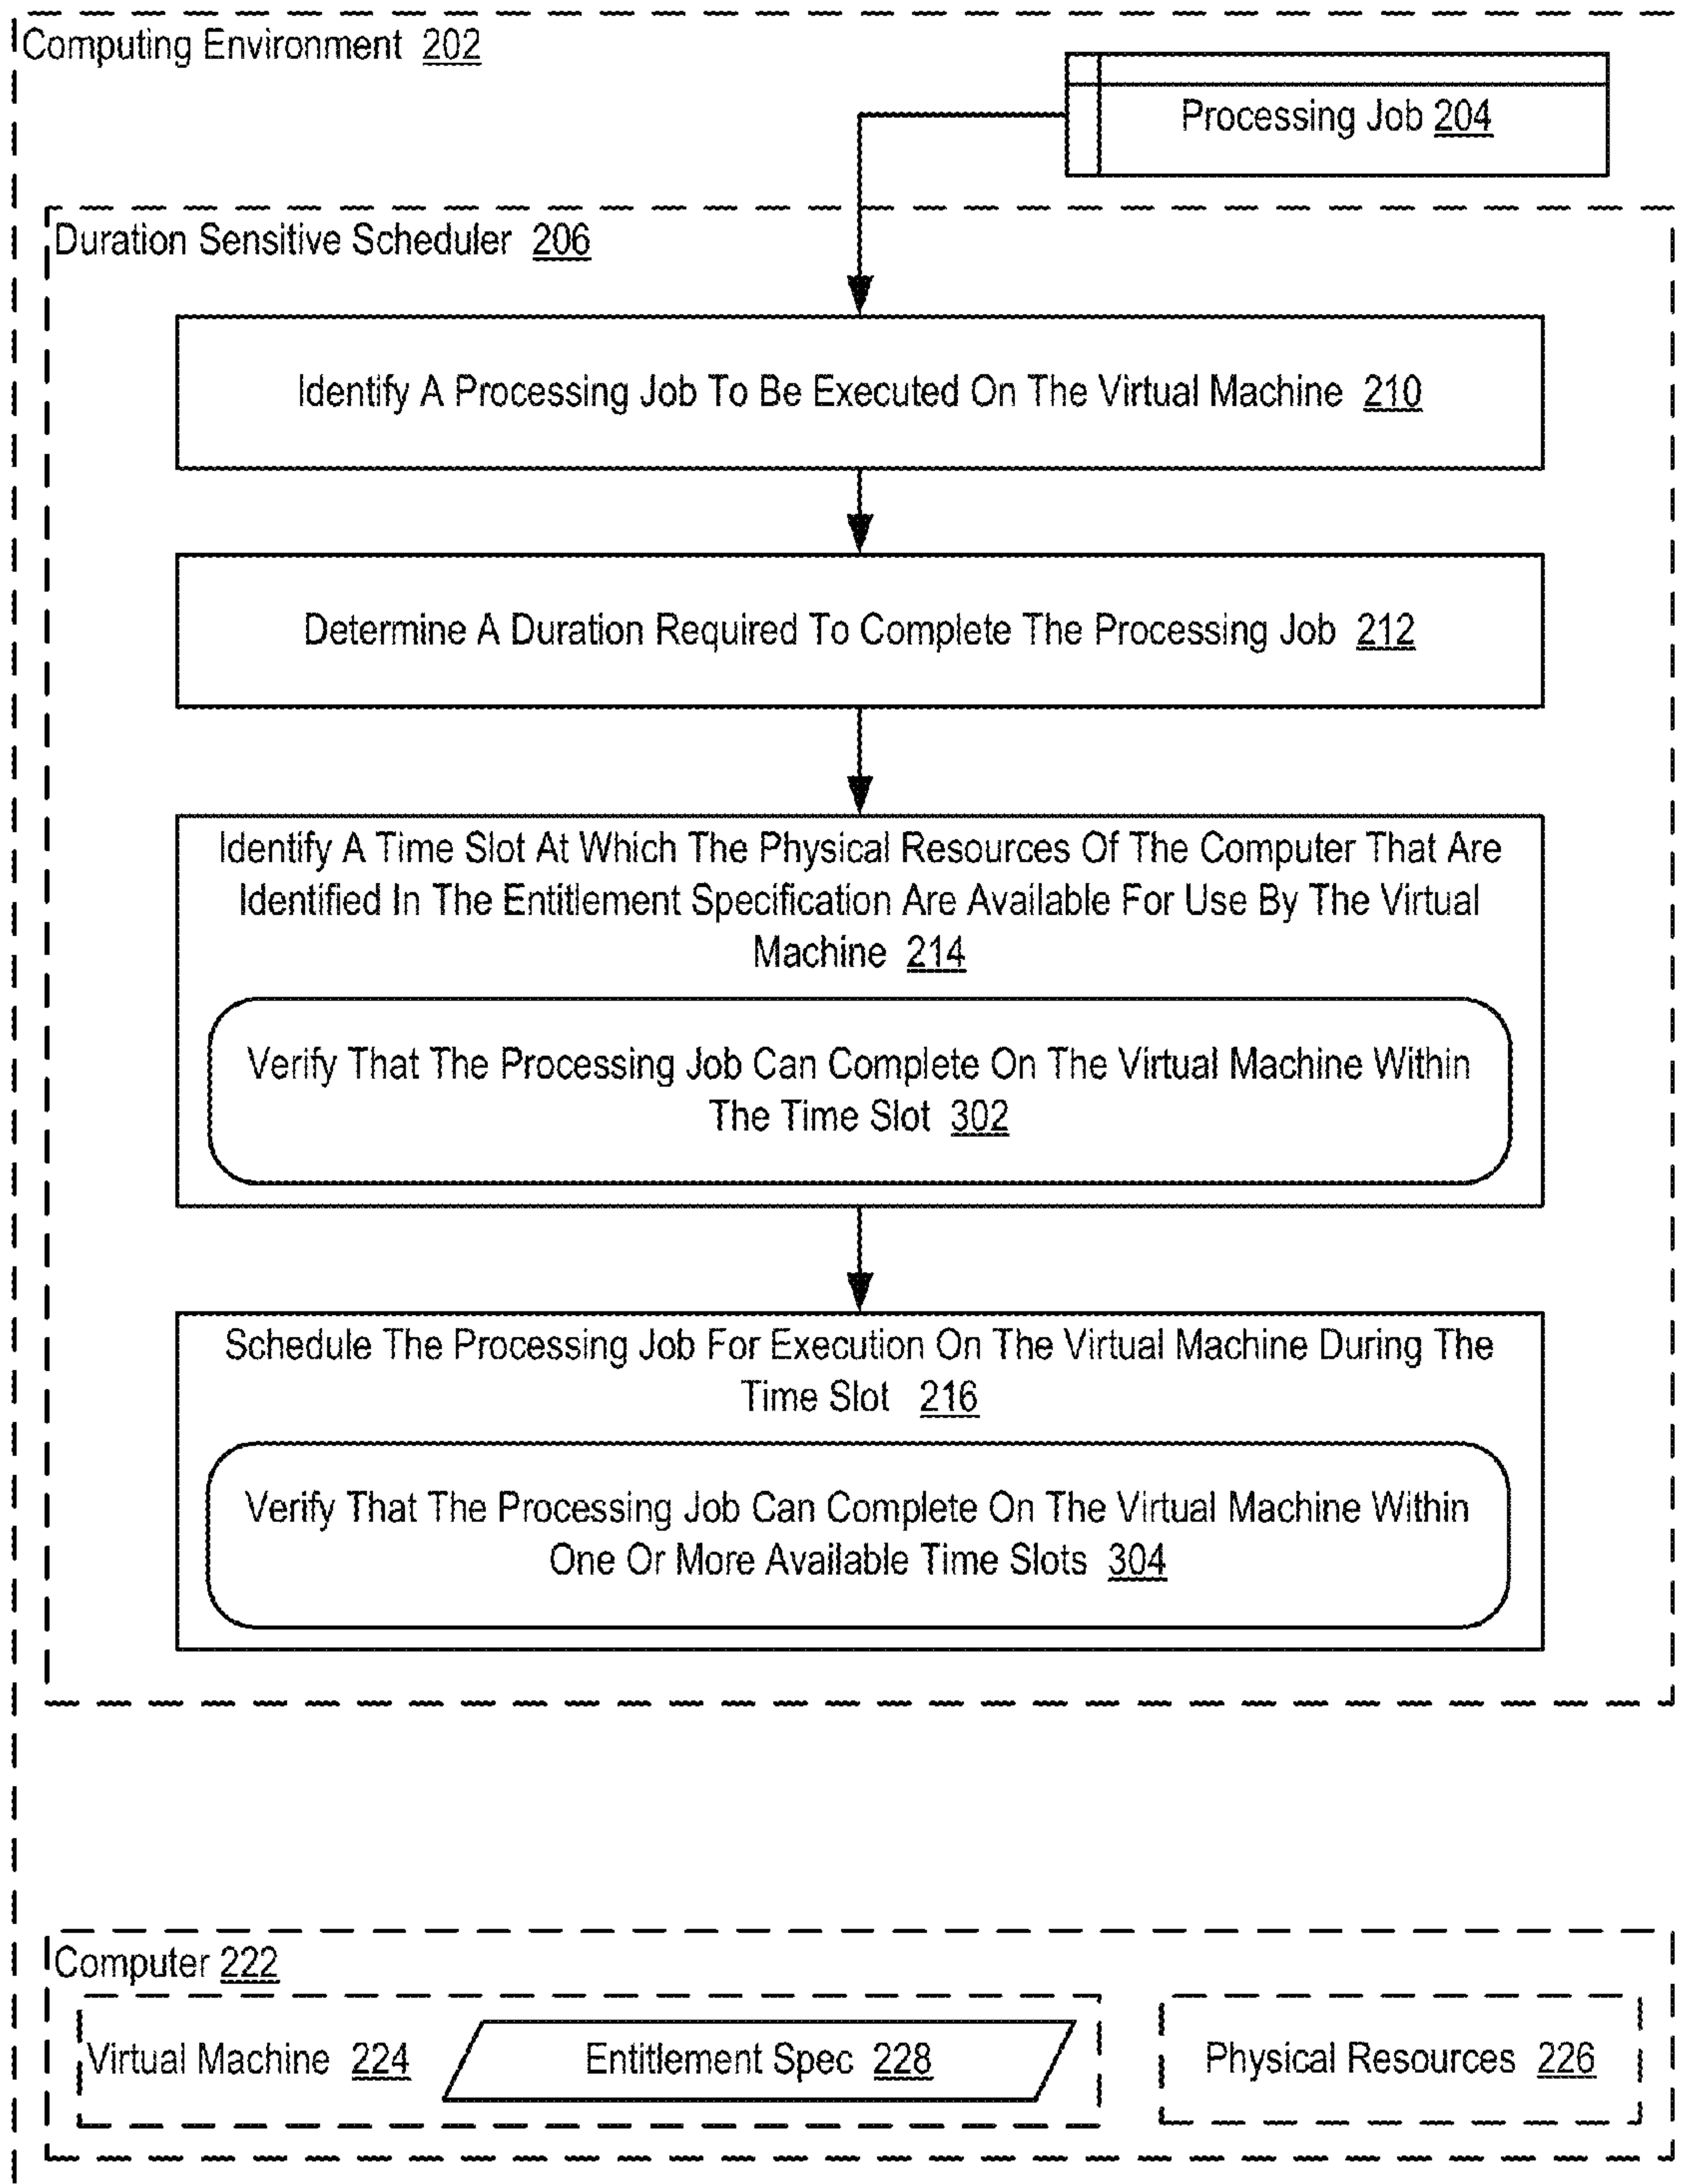 Computing Environment 202
Processing Job 204
Duration Sensitive Scheduler 206
Identify A Processing Job To Be Executed On The Virtual Machine 210
Determine A Duration Required To Complete The Processing Job 212
Identify A Time Slot At Which The Physical Resources Of The Computer That Are
Identified In The Entitlement Specification Are Available For Use By The Virtual
Machine 214
Verify That The Processing Job Can Complete On The Virtual Machine Within
The Time Slot 302
Schedule The Processing Job For Execution On The Virtual Machine During The
Time Slot 216
Verify That The Processing Job Can Complete On The Virtual Machine Within
One Or More Available Time Slots 304
Computer 222
Virtual Machine 224
Entitlement Spec 228
Physical Resources 226